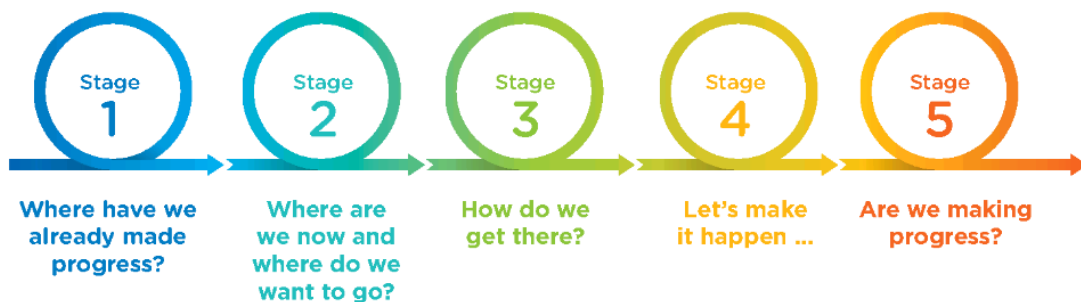 Stage
1
Stage
2
Stage
3
Stage
4
Stage
5
Where have we
already made
progress?
Where are
we now and
where do we
want to go?
How do we
get there?
Let's make
it happen ...
Are we making
progress?